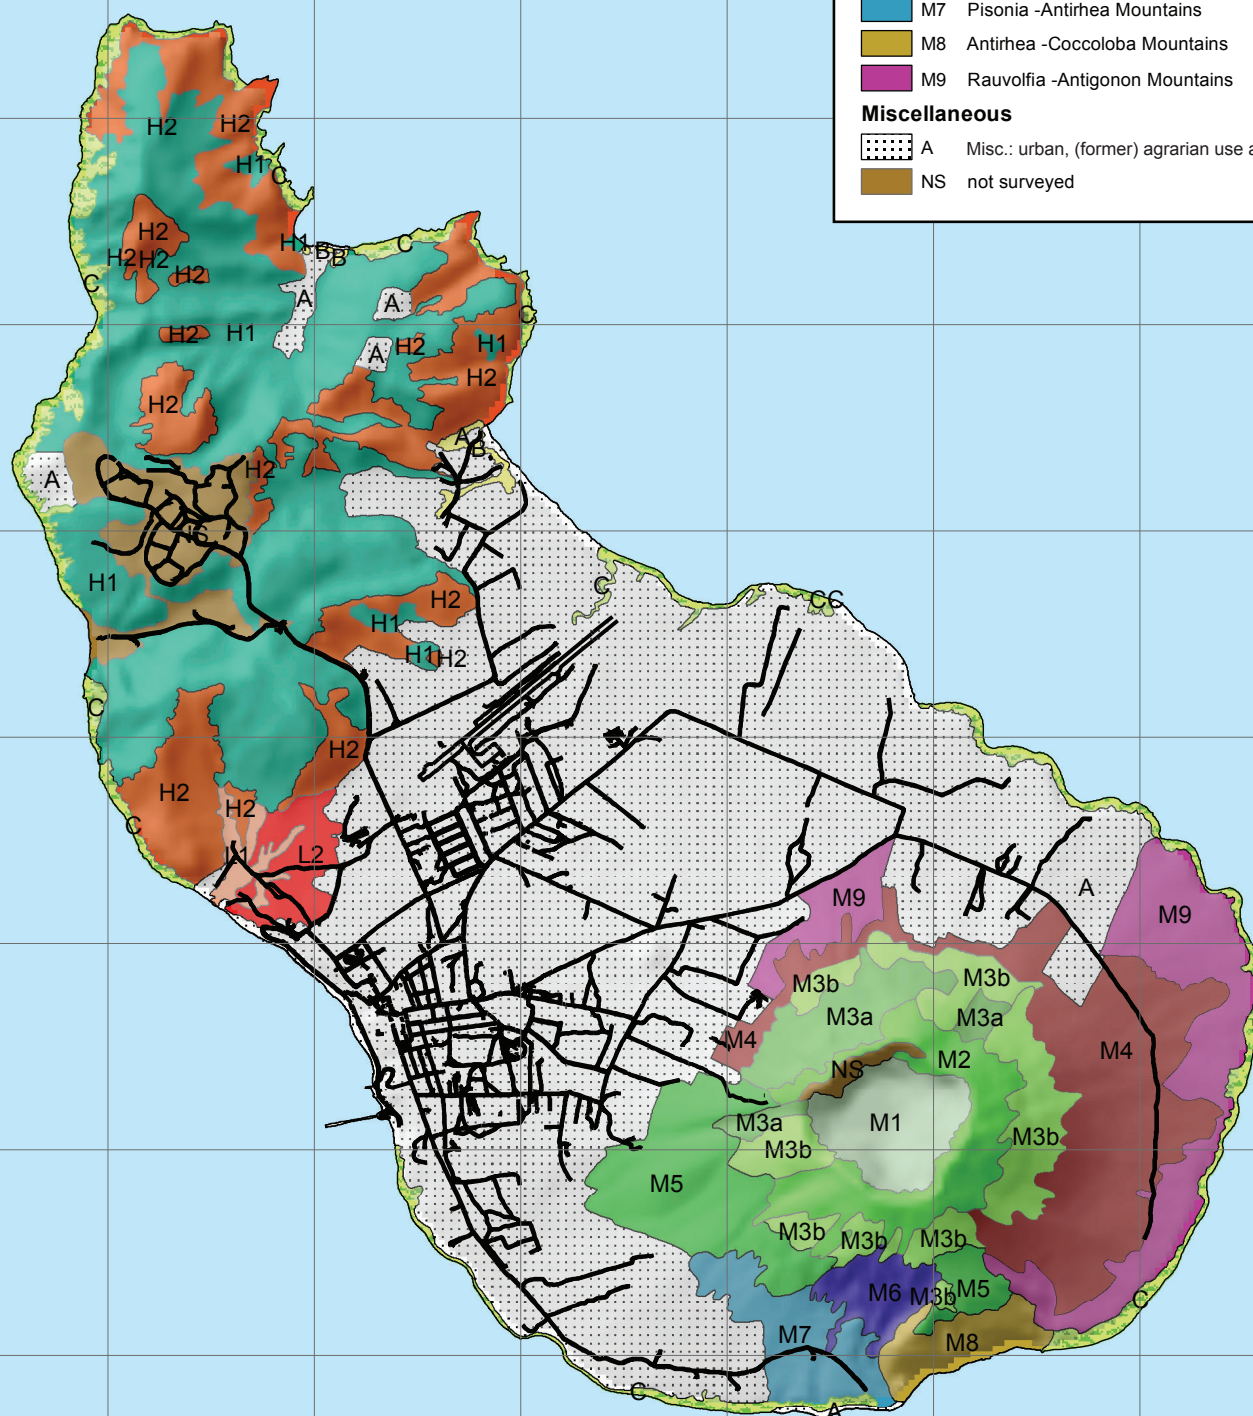 M7 Pisonia -Antirhea Mountains
M8 Antirhea -Coccoloba Mountains
M9 Rauvolfia -Antigonon Mountains
Miscellaneous
A Misc.: urban, (former) agrarian use a
NS not surveyed
H2 H2
H1
C
H2
H1 B B C
H2 H2
H2
C
A A
C
H2 H1
A H2 H1
H2
H2
A B
H2
A
NS
H1
C
CC
H2
H1
H1 H2
C
H2
H2
H2
C
L1 L2
A
M9
M9
M3b M3b
M3a M3a
M4 M4
M2
NS
M3a M1
M3b M3b
M5
M3b M3b M3b
M6 M3b M5
C
M7 M8
C
A